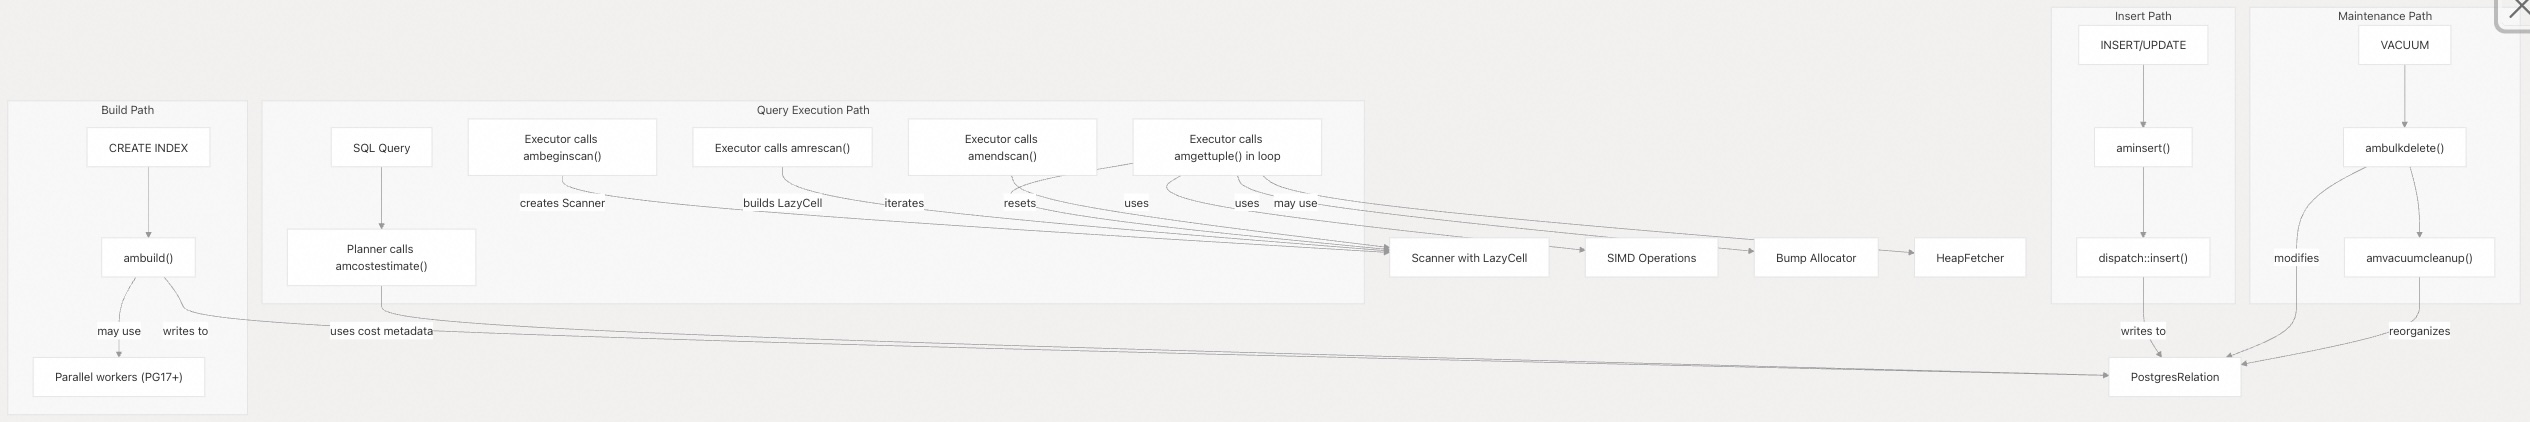 Insert Path
Maintenance Path
INSERT/UPDATE
VACUUM
Build Path
Query Execution Path
CREATE INDEX
SQL Query
Executor calls
ambeginscan()
Executor calls amrescan()
Executor calls
amendscan()
Executor calls
amgettuple() in loop
aminsert()
ambulkdelete()
creates Scanner
builds LazyCell
iterates
resets
uses
uses
may use
ambuild()
Planner calls
amcostestimate()
Scanner with LazyCell
SIMD Operations
Bump Allocator
HeapFetcher
dispatch::insert()
modifies
amvacuumcleanup()
may use
writes to
uses cost metadata
writes to
reorganizes
Parallel workers (PG17+)
PostgresRelation